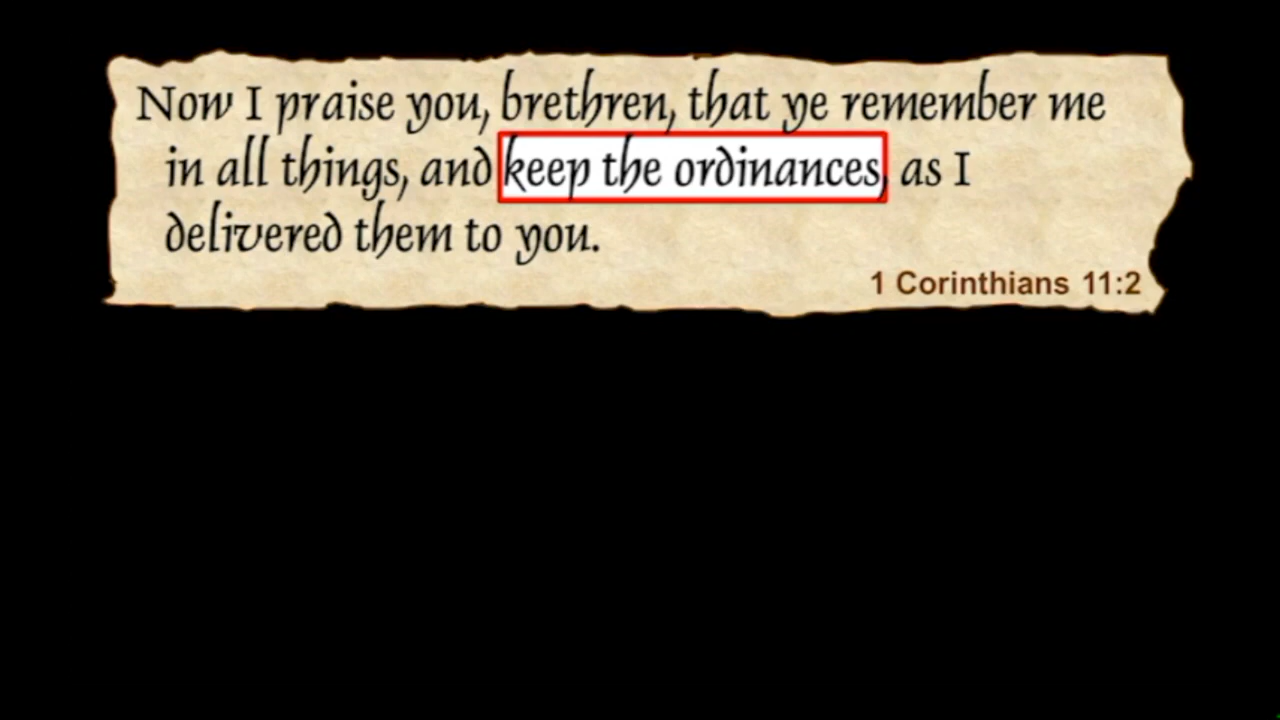 Now I praise you, brethren, that ye remember me
in all things, and keep the ordinances, as I
delivered them to you.
1 Corinthians 11:2